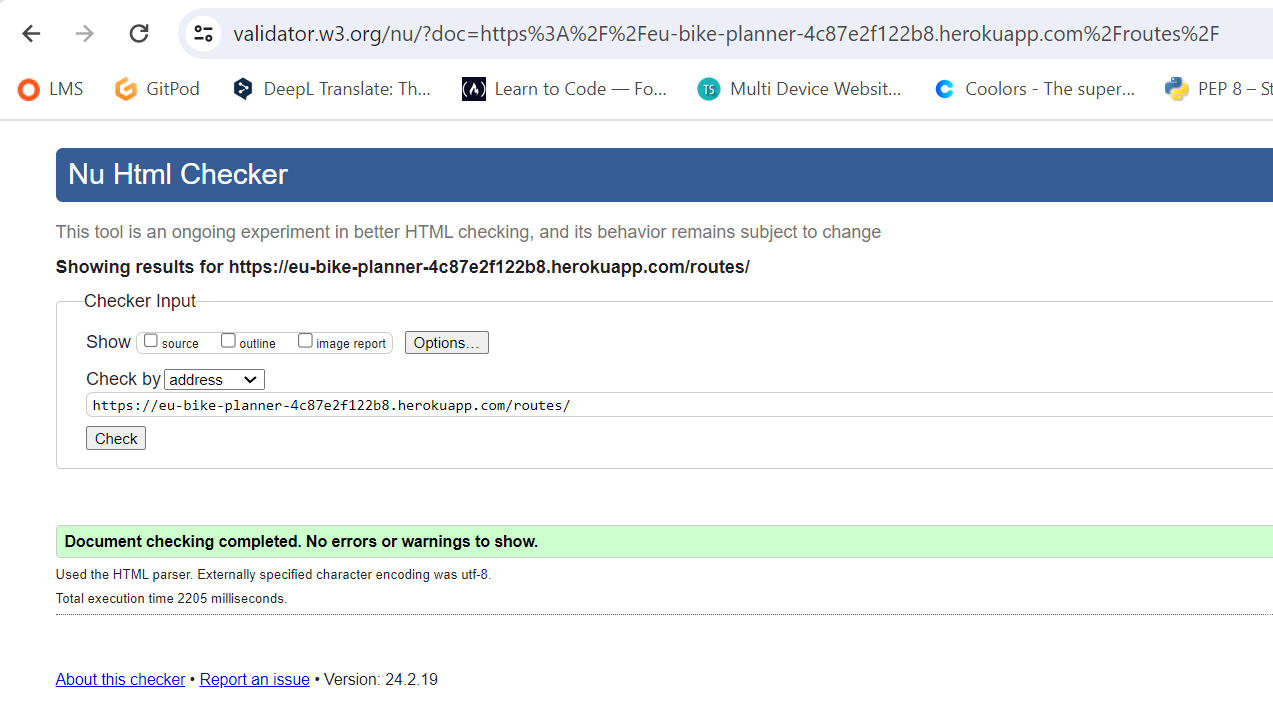 validator.w3.org/nu/?doc=https%3A%2F%2Feu-bike-planner-4c87e2f122b8.herokuapp.com%2Froutes%2F
LMS GitPod DeepL Translate: Th... Learn to Code — Fo... TS Multi Device Websit... Coolors - The super... PEP 8 – St
Nu Html Checker
This tool is an ongoing experiment in better HTML checking, and its behavior remains subject to change
Showing results for https://eu-bike-planner-4c87e2f122b8.herokuapp.com/routes/
Checker Input
Show source outline image report Options...
Check by address
https://eu-bike-planner-4c87e2f122b8.herokuapp.com/routes/
Check
Document checking completed. No errors or warnings to show.
Used the HTML parser. Externally specified character encoding was utf-8.
Total execution time 2205 milliseconds.
About this checker • Report an issue • Version: 24.2.19